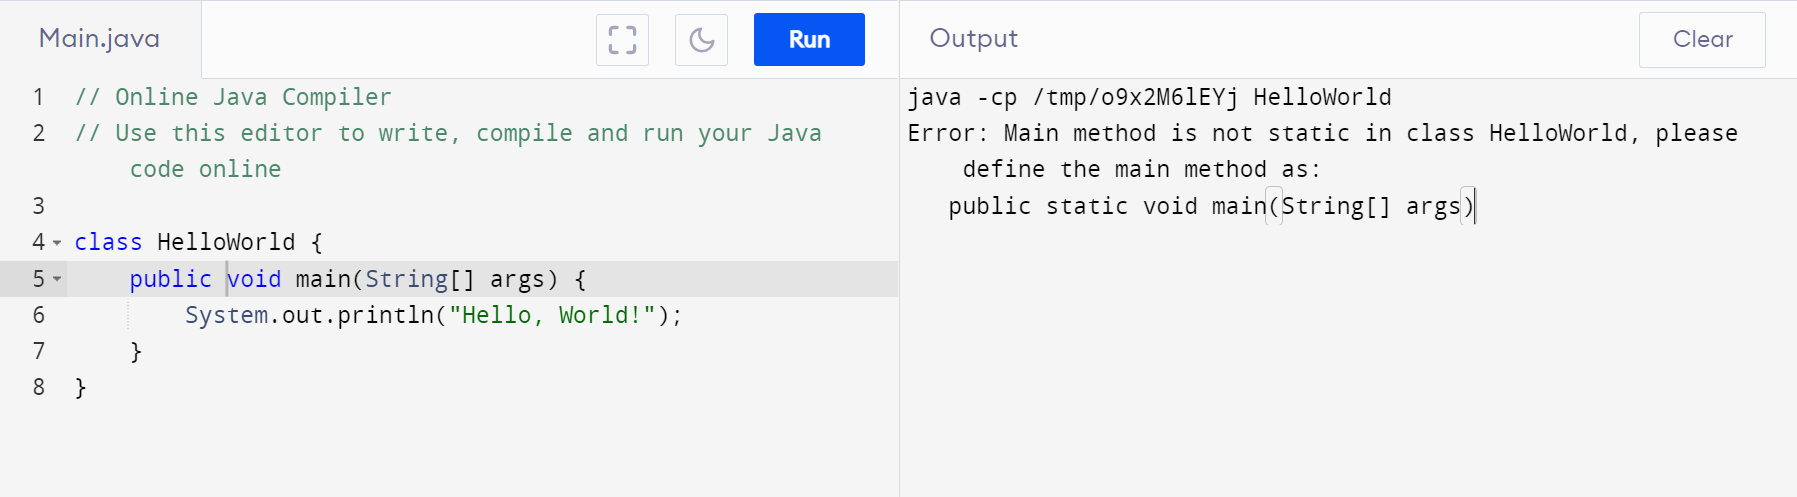 Main.java
Run
Output
Clear
1 // Online Java Compiler
2 // Use this editor to write, compile and run your Java
code online
3
4 class HelloWorld {
5 public void main(String[] args) {
6 System.out.println("Hello, World!");
7 }
8 }
java -cp /tmp/o9x2M6lEYj HelloWorld
Error: Main method is not static in class HelloWorld, please
define the main method as:
public static void main(String[] args)